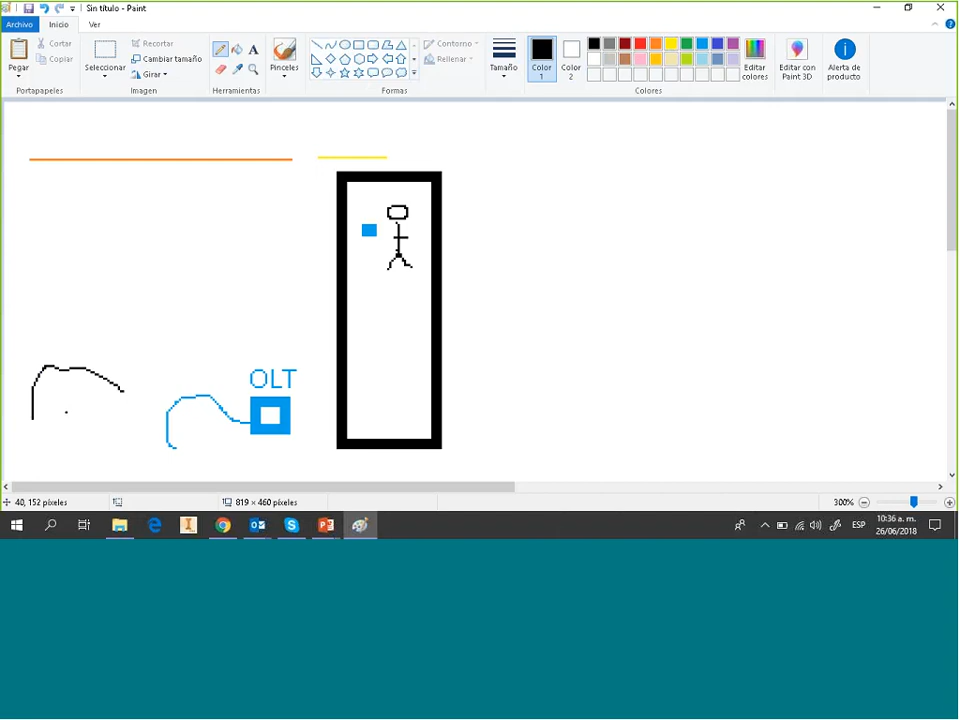 Sin título - Paint
Archivo Inicio Ver
Pegar
Cortar
Copiar
Portapapeles
Seleccionar
Recortar
Cambiar tamaño
Girar
Imagen
A
Herramientas
Pinceles
Contorno
Rellenar
Formas
Tamaño
Color 1
Color 2
Editar colores
Colores
Editar con Paint 3D
Alerta de producto
OLT
40, 152 píxeles
819 × 460 píxeles
300%
ESP
10:36 a. m.
26/06/2018